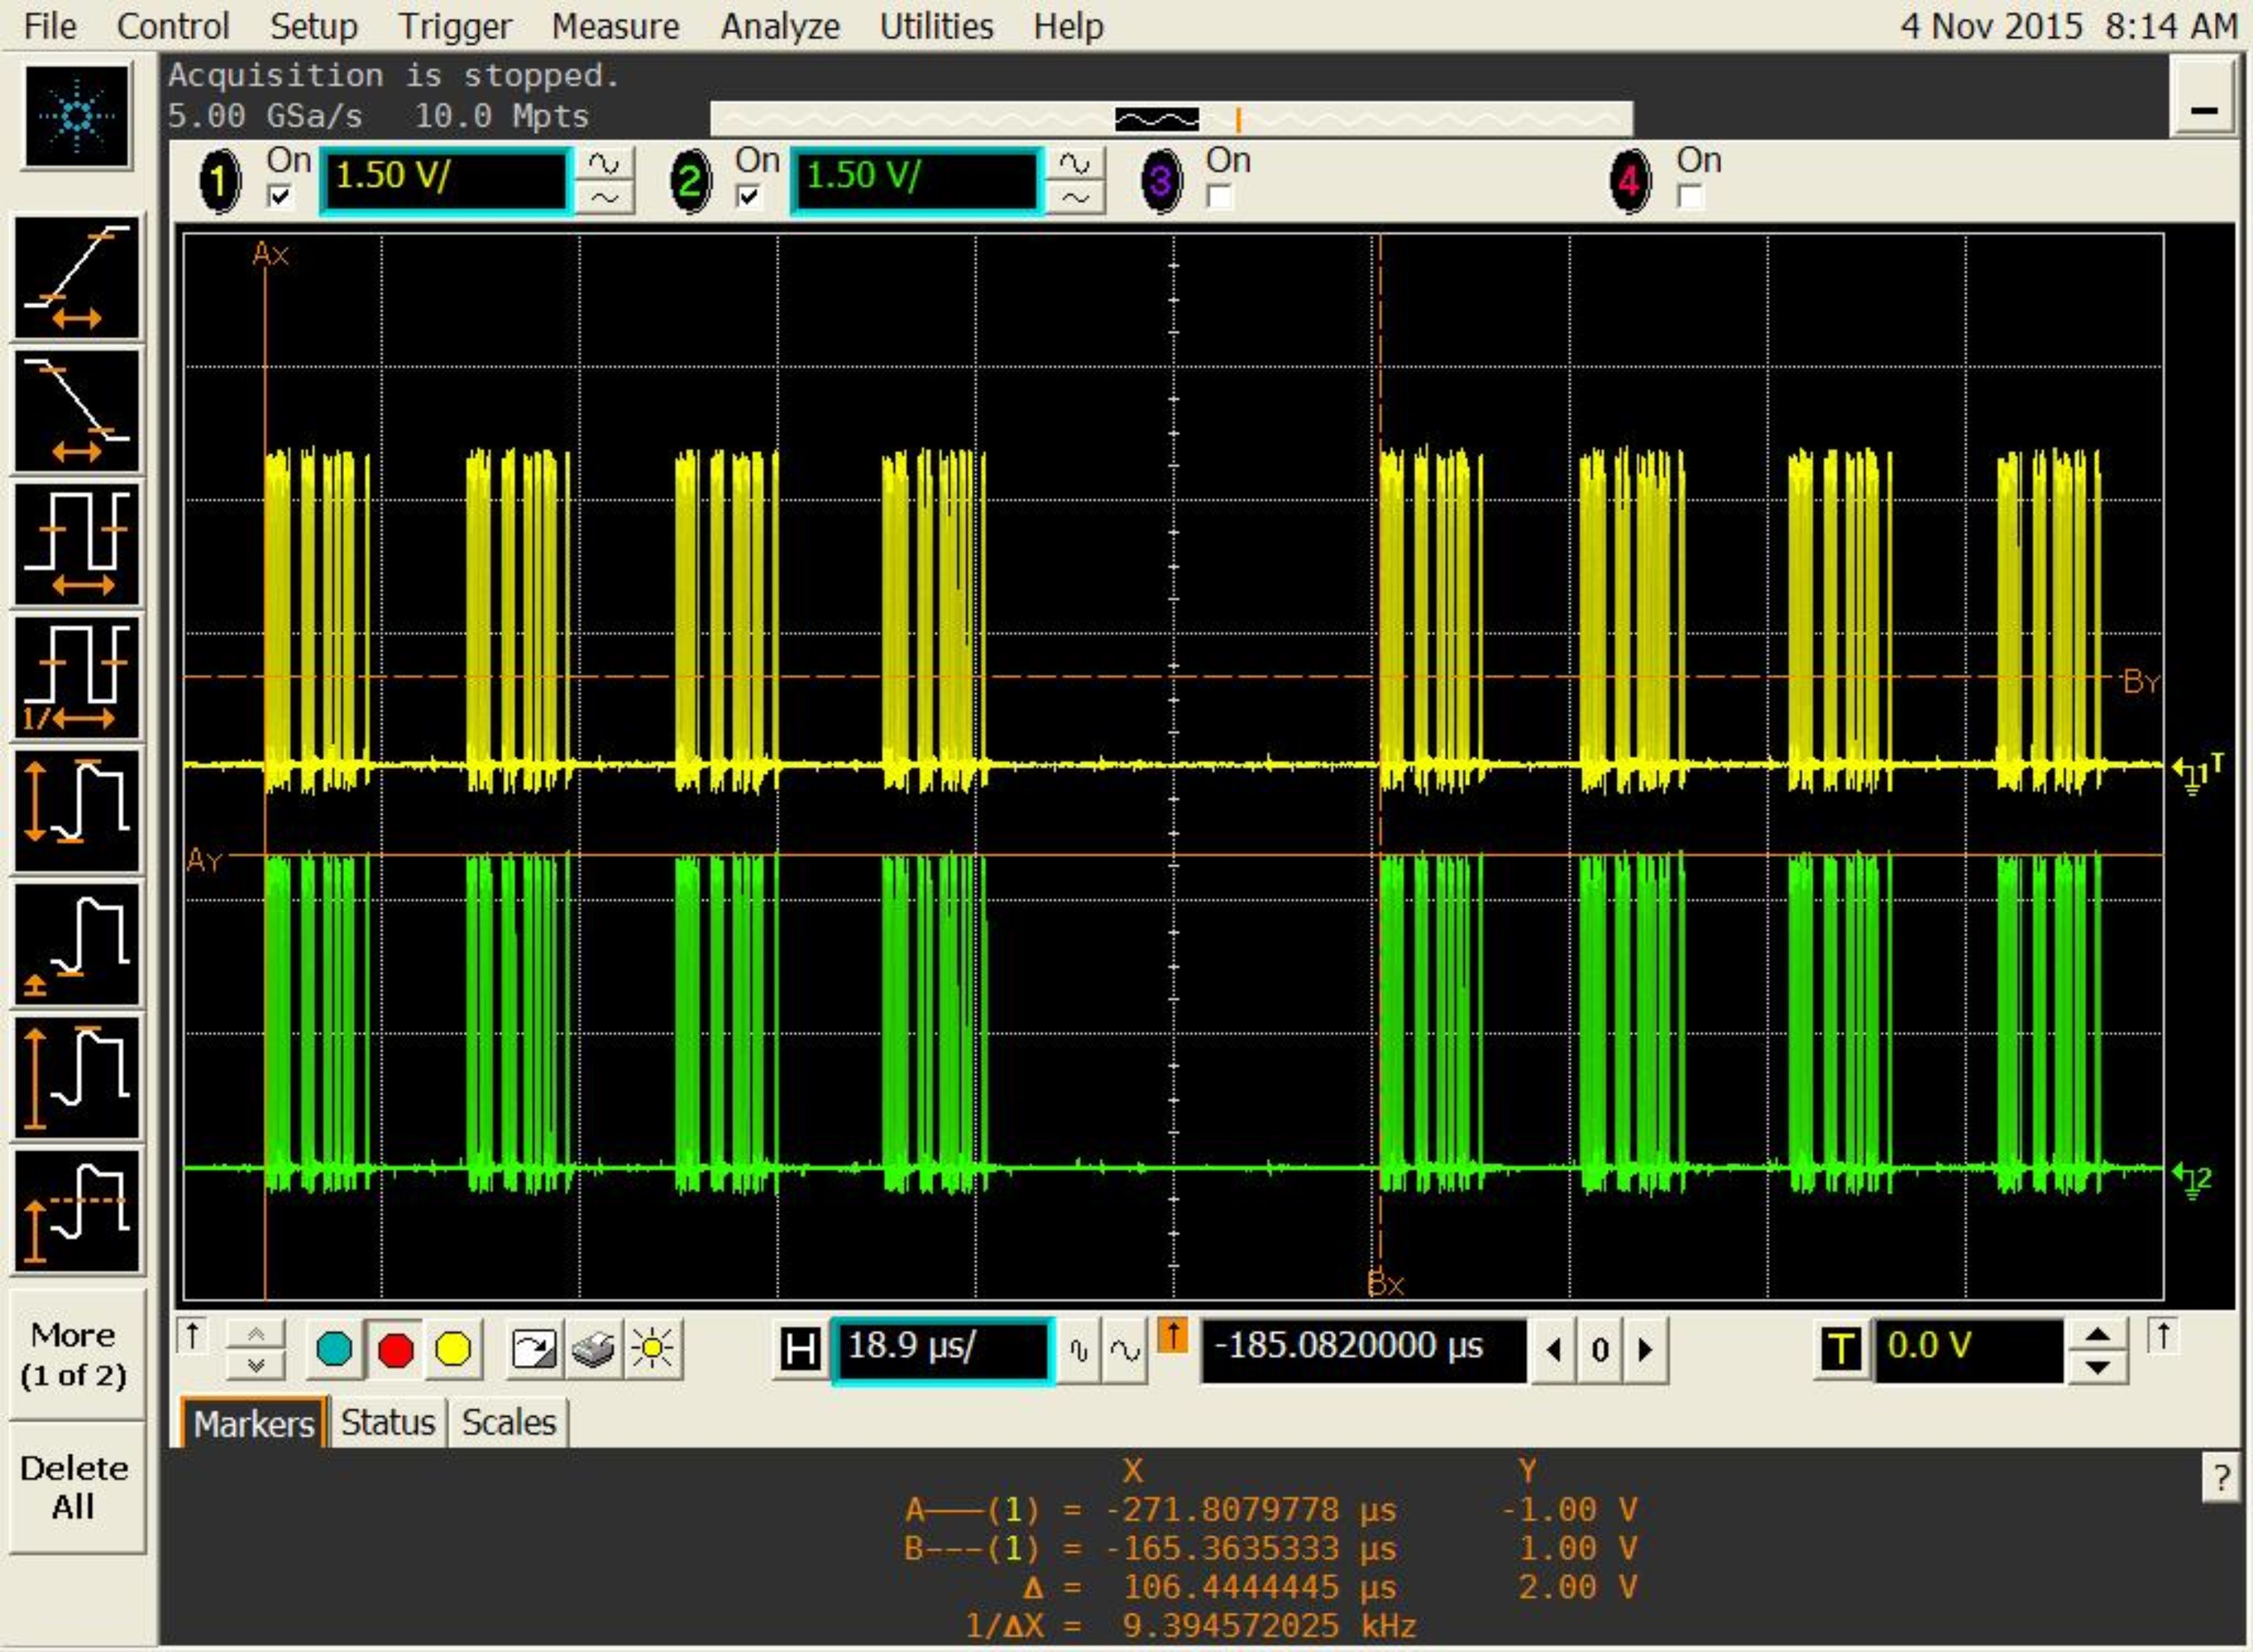 File Control Setup Trigger Measure Analyze Utilities Help 4 Nov 2015 8:14 AM
Acquisition is stopped.
5.00 GSa/s 10.0 Mpts
1 On 1.50 V/ 2 On 1.50 V/ 3 On 4 On
Ax
BY
1 T
AY
2
Bx
1/
More
(1 of 2)
H 18.9 µs/ -185.0820000 µs 0 T 0.0 V
Markers Status Scales
Delete
All
X Y
?
A——(1) = -271.8079778 µs -1.00 V
B---(1) = -165.3635333 µs 1.00 V
Δ = 106.4444445 µs 2.00 V
1/ΔX = 9.394572025 kHz